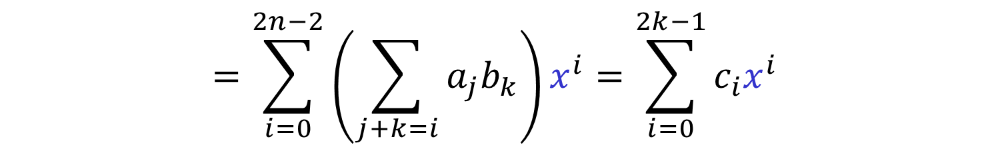 $= \sum_{i=0}^{2n-2} \left( \sum_{j+k=i} a_j b_k \right) x^i = \sum_{i=0}^{2k-1} c_i x^i$